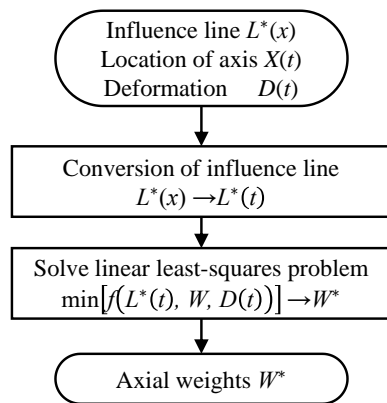 Influence line L*(x)
Location of axis X(t)
Deformation D(t)
Conversion of influence line
L*(x)→L*(t)
Solve linear least-squares problem
min[f(L*(t), W, D(t))]→W*
Axial weights W*